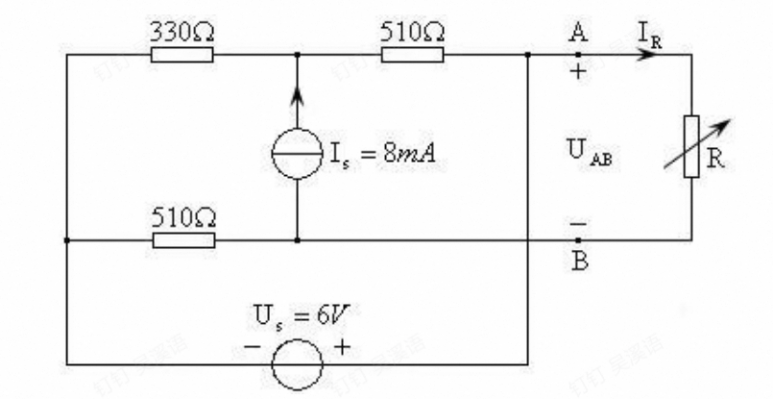 330Ω 510Ω A I_R
+
I_s = 8mA U_AB R
510Ω −
B
U_s = 6V
− +